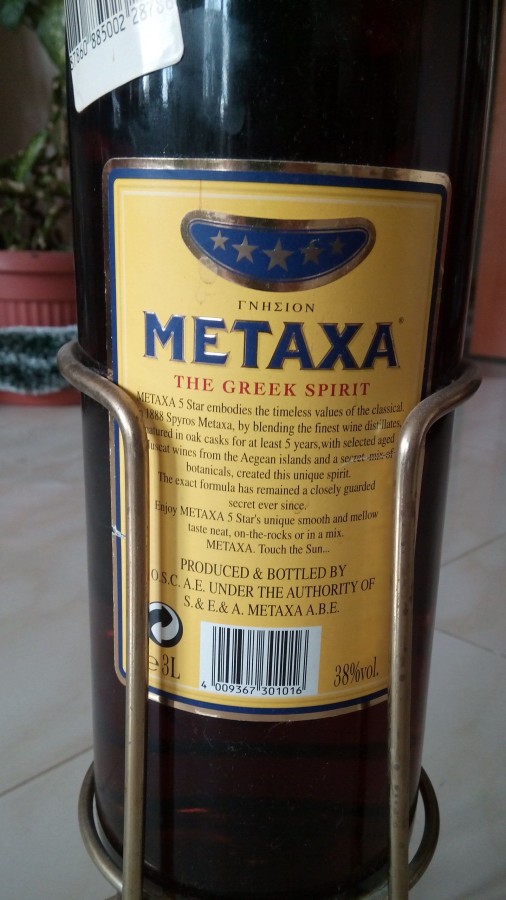 885002 28786
ΓΝΗΣΙΟΝ
METAXA®
THE GREEK SPIRIT
METAXA 5 Star embodies the timeless values of the classical.
1888 Spyros Metaxa, by blending the finest wine distillates,
matured in oak casks for at least 5 years,with selected aged
muscat wines from the Aegean islands and a secret mix of
botanicals, created this unique spirit.
The exact formula has remained a closely guarded
secret ever since.
Enjoy METAXA 5 Star's unique smooth and mellow
taste neat, on-the-rocks or in a mix.
METAXA. Touch the Sun...
PRODUCED & BOTTLED BY
O.S.C. A.E. UNDER THE AUTHORITY OF
S.& E.& A. METAXA A.B.E.
e 3L
4 009367 301016
38%vol.